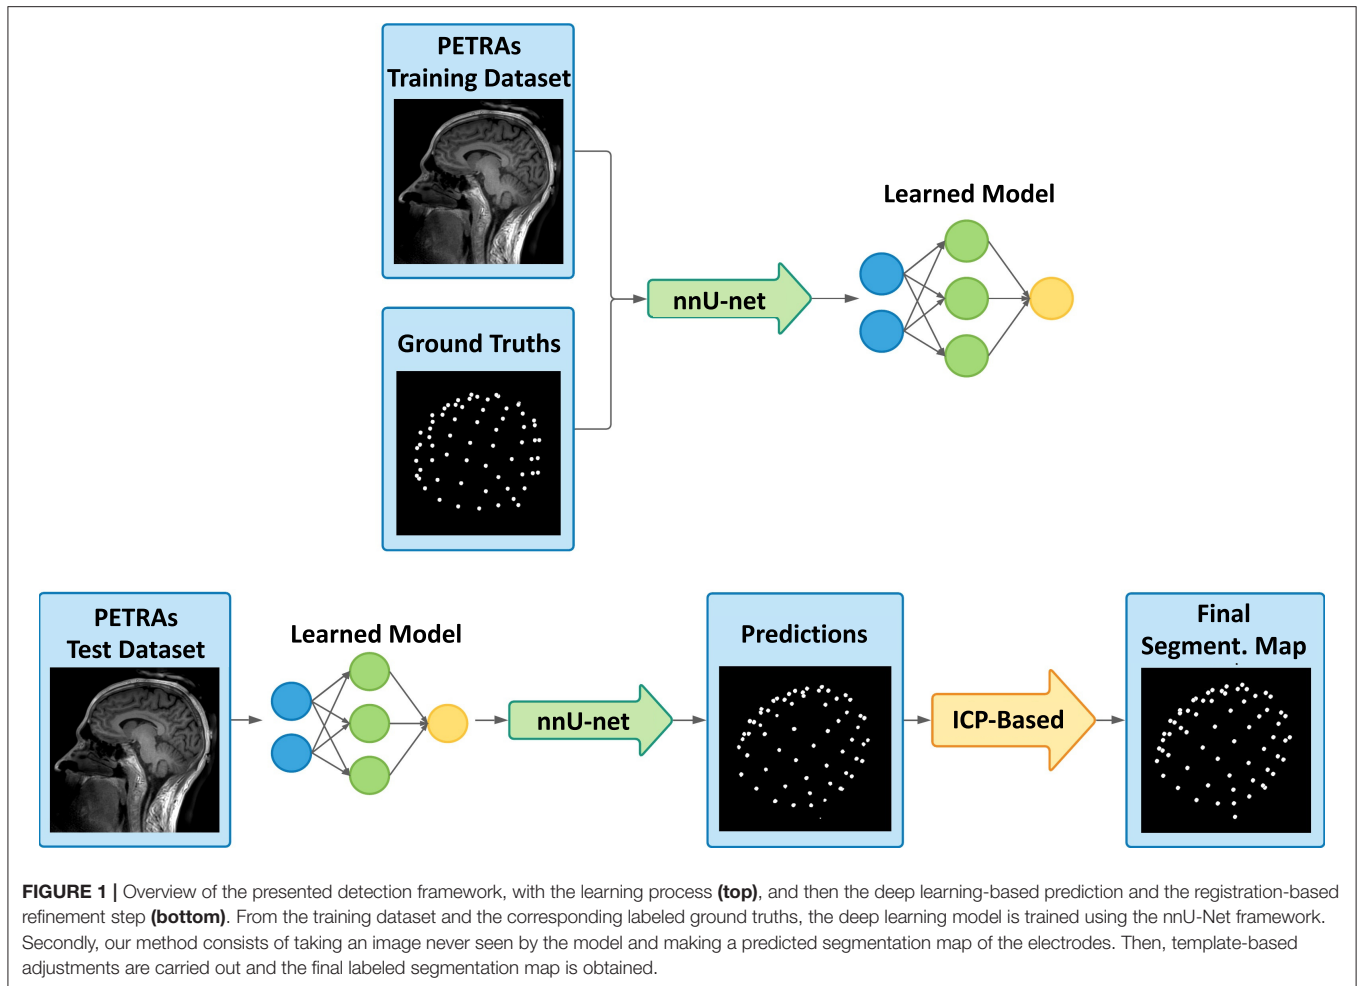 PETRAs
Training Dataset
Learned Model
nnU-net
Ground Truths
PETRAs
Test Dataset
Learned Model
nnU-net
Predictions
ICP-Based
Final
Segment. Map
FIGURE 1 | Overview of the presented detection framework, with the learning process (top), and then the deep learning-based prediction and the registration-based
refinement step (bottom). From the training dataset and the corresponding labeled ground truths, the deep learning model is trained using the nnU-Net framework.
Secondly, our method consists of taking an image never seen by the model and making a predicted segmentation map of the electrodes. Then, template-based
adjustments are carried out and the final labeled segmentation map is obtained.